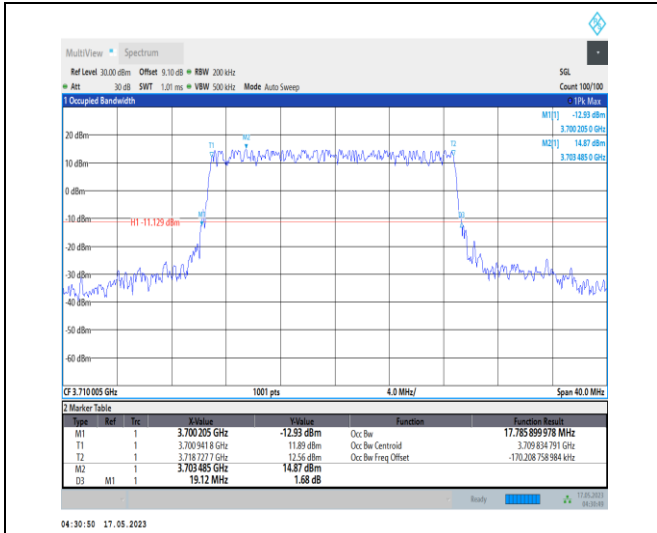 MultiView Spectrum
Ref Level 30.00 dBm Offset 9.10 dB RBW 200 kHz SGL
Att 30 dB SWT 1.01 ms VBW 500 kHz Mode Auto Sweep Count 100/100
1 Occupied Bandwidth 1Pk Max
M1[1] -12.93 dBm
3.700 205 0 GHz
M2[1] 14.87 dBm
3.703 485 0 GHz
20 dBm
T1 M2 T2
10 dBm
0 dBm
-10 dBm
H1 -11.129 dBm
M1 D3
-20 dBm
-30 dBm
-40 dBm
-50 dBm
-60 dBm
CF 3.710 005 GHz 1001 pts 4.0 MHz/ Span 40.0 MHz
2 Marker Table
Type Ref Trc X-Value Y-Value Function Function Result
M1 1 3.700 205 GHz -12.93 dBm Occ Bw 17.785 899 978 MHz
T1 1 3.700 941 8 GHz 11.89 dBm Occ Bw Centroid 3.709 834 791 GHz
T2 1 3.718 727 7 GHz 12.56 dBm Occ Bw Freq Offset -170.208 758 984 kHz
M2 1 3.703 485 GHz 14.87 dBm
D3 M1 1 19.12 MHz 1.68 dB
Ready 17.05.2023
04:30:49
04:30:50 17.05.2023